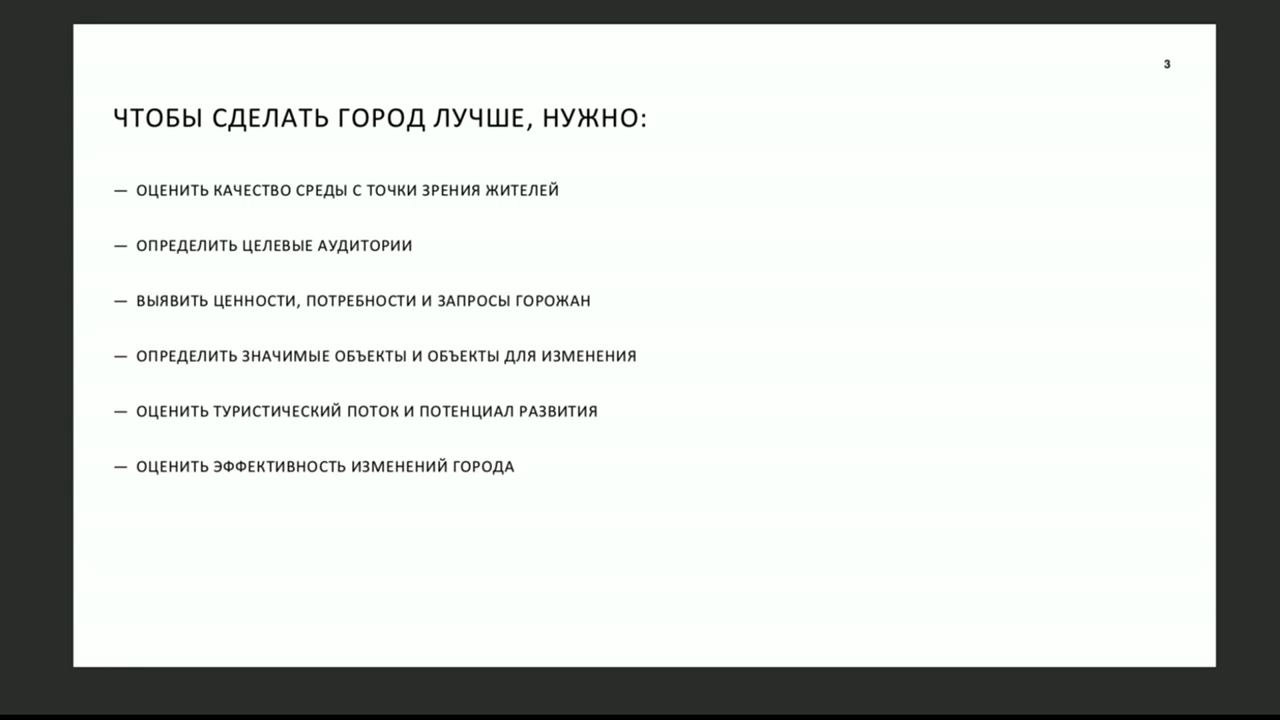 3
ЧТОБЫ СДЕЛАТЬ ГОРОД ЛУЧШЕ, НУЖНО:
— ОЦЕНИТЬ КАЧЕСТВО СРЕДЫ С ТОЧКИ ЗРЕНИЯ ЖИТЕЛЕЙ
— ОПРЕДЕЛИТЬ ЦЕЛЕВЫЕ АУДИТОРИИ
— ВЫЯВИТЬ ЦЕННОСТИ, ПОТРЕБНОСТИ И ЗАПРОСЫ ГОРОЖАН
— ОПРЕДЕЛИТЬ ЗНАЧИМЫЕ ОБЪЕКТЫ И ОБЪЕКТЫ ДЛЯ ИЗМЕНЕНИЯ
— ОЦЕНИТЬ ТУРИСТИЧЕСКИЙ ПОТОК И ПОТЕНЦИАЛ РАЗВИТИЯ
— ОЦЕНИТЬ ЭФФЕКТИВНОСТЬ ИЗМЕНЕНИЙ ГОРОДА